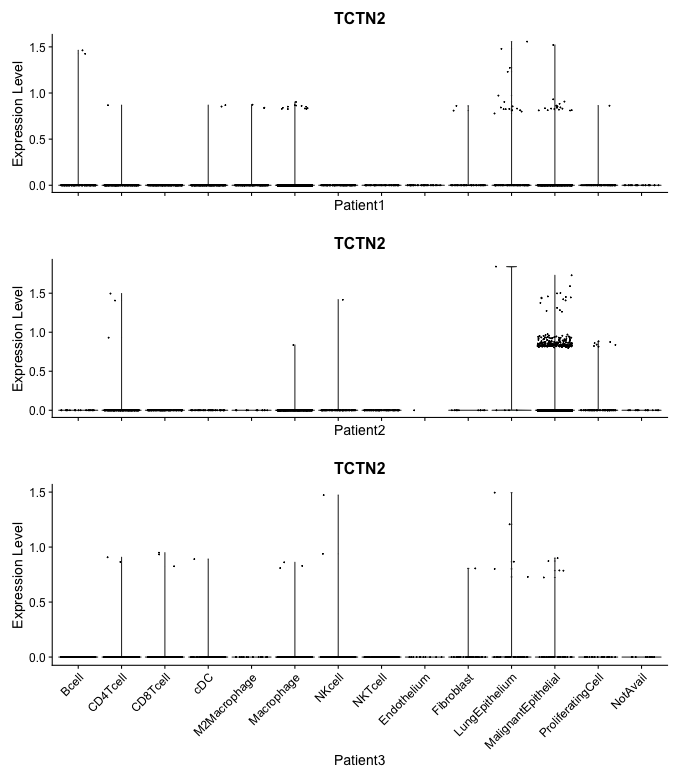 TCTN2
Expression Level
1.5
1.0
0.5
0.0
Patient1
TCTN2
Expression Level
1.5
1.0
0.5
0.0
Patient2
TCTN2
Expression Level
1.5
1.0
0.5
0.0
Bcell
CD4Tcell
CD8Tcell
cDC
M2Macrophage
Macrophage
NKcell
NKTcell
Endothelium
Fibroblast
LungEpithelium
MalignantEpithelial
ProliferatingCell
NotAvail
Patient3